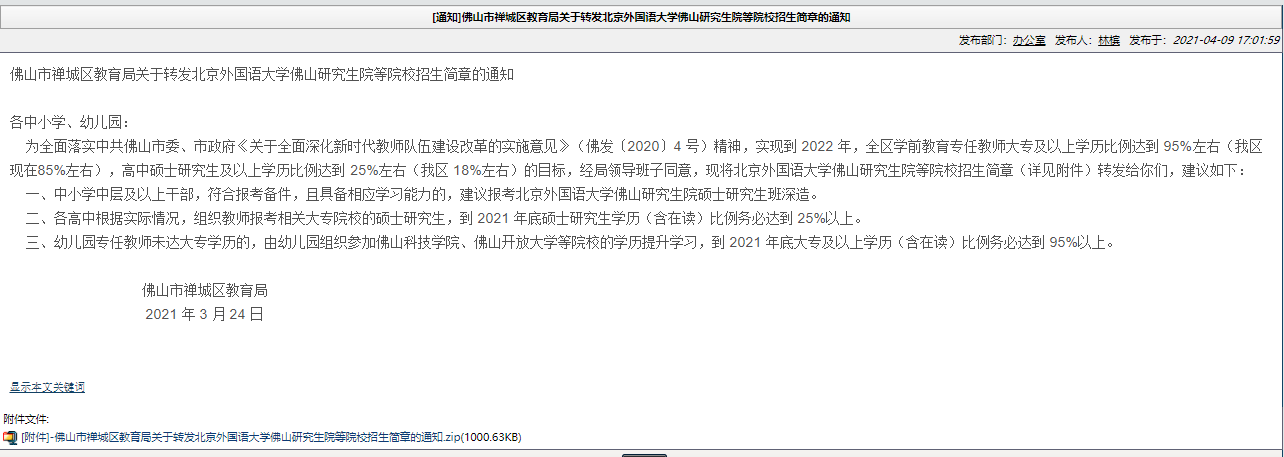 [通知]佛山市禅城区教育局关于转发北京外国语大学佛山研究生院等院校招生简章的通知
发布部门：办公室 发布人：林槟 发布于：2021-04-09 17:01:59
佛山市禅城区教育局关于转发北京外国语大学佛山研究生院等院校招生简章的通知
各中小学、幼儿园：
为全面落实中共佛山市委、市政府《关于全面深化新时代教师队伍建设改革的实施意见》（佛发〔2020〕4 号）精神，实现到 2022 年，全区学前教育专任教师大专及以上学历比例达到 95%左右（我区
现在85%左右），高中硕士研究生及以上学历比例达到 25%左右（我区 18%左右）的目标，经局领导班子同意，现将北京外国语大学佛山研究生院等院校招生简章（详见附件）转发给你们，建议如下：
一、中小学中层及以上干部，符合报考备件，且具备相应学习能力的，建议报考北京外国语大学佛山研究生院硕士研究生班深造。
二、各高中根据实际情况，组织教师报考相关大专院校的硕士研究生，到 2021 年底硕士研究生学历（含在读）比例务必达到 25%以上。
三、幼儿园专任教师未达大专学历的，由幼儿园组织参加佛山科技学院、佛山开放大学等院校的学历提升学习，到 2021 年底大专及以上学历（含在读）比例务必达到 95%以上。
佛山市禅城区教育局
2021 年 3 月 24 日
显示本文关键词
附件文件:
[附件]-佛山市禅城区教育局关于转发北京外国语大学佛山研究生院等院校招生简章的通知.zip(1000.63KB)